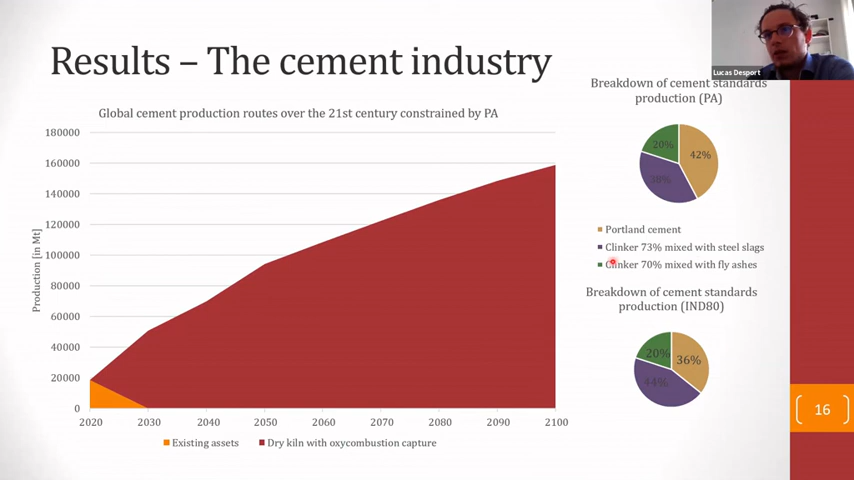 Results – The cement industry
Lucas Desport
Global cement production routes over the 21st century constrained by PA
180000
160000
140000
120000
100000
80000
60000
40000
20000
0
Production [in Mt]
2020 2030 2040 2050 2060 2070 2080 2090 2100
Existing assets Dry kiln with oxycombustion capture
Breakdown of cement standards
production (PA)
20% 42%
38%
Portland cement
Clinker 73% mixed with steel slags
Clinker 70% mixed with fly ashes
Breakdown of cement standards
production (IND80)
20% 36%
44%
16